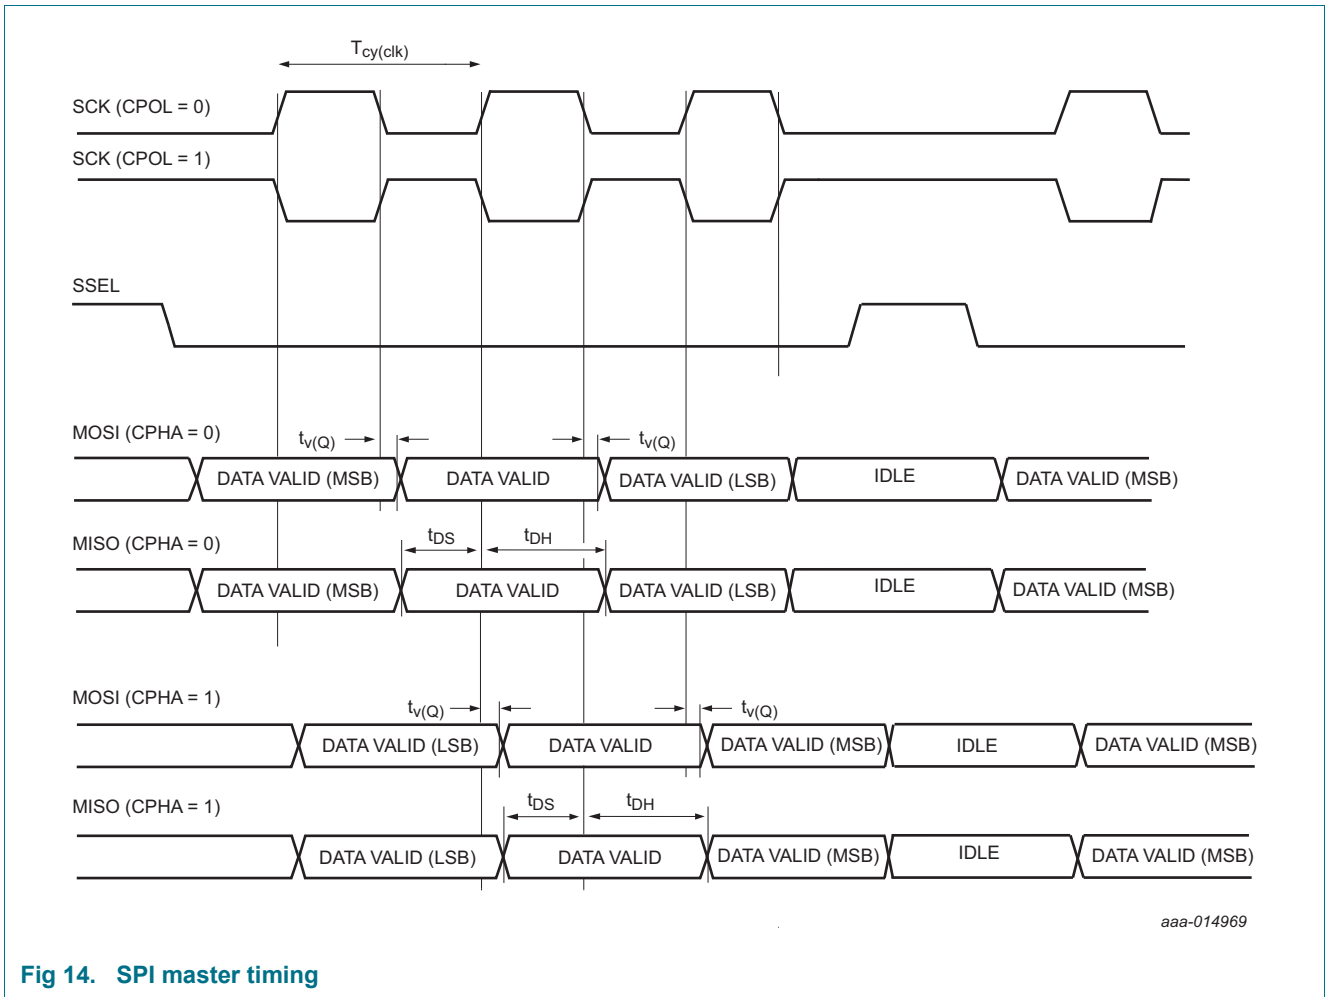 Tcy(clk)
SCK (CPOL = 0)
SCK (CPOL = 1)
SSEL
MOSI (CPHA = 0)
tv(Q)
tv(Q)
DATA VALID (MSB)
DATA VALID
DATA VALID (LSB)
IDLE
DATA VALID (MSB)
MISO (CPHA = 0)
tDS
tDH
DATA VALID (MSB)
DATA VALID
DATA VALID (LSB)
IDLE
DATA VALID (MSB)
MOSI (CPHA = 1)
tv(Q)
tv(Q)
DATA VALID (LSB)
DATA VALID
DATA VALID (MSB)
IDLE
DATA VALID (MSB)
MISO (CPHA = 1)
tDS
tDH
DATA VALID (LSB)
DATA VALID
DATA VALID (MSB)
IDLE
DATA VALID (MSB)
aaa-014969
Fig 14. SPI master timing